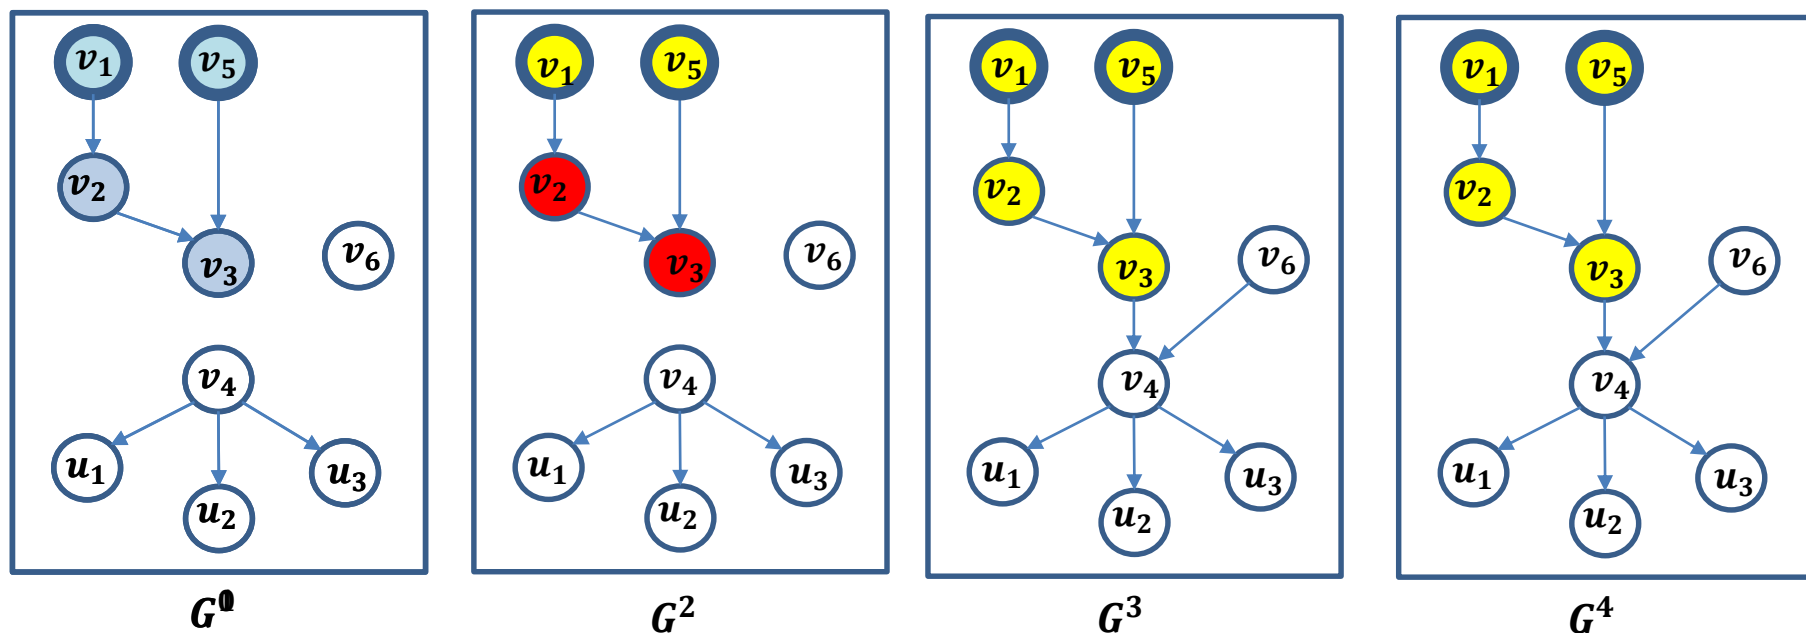 v₁ v₅ v₁ v₅ v₁ v₅ v₁ v₅
v₂ v₂ v₂ v₂
v₃ v₆ v₃ v₆ v₃ v₆ v₃ v₆
v₄ v₄ v₄ v₄
u₁ u₃ u₁ u₃ u₁ u₃ u₁ u₃
u₂ u₂ u₂ u₂
G G² G³ G⁴